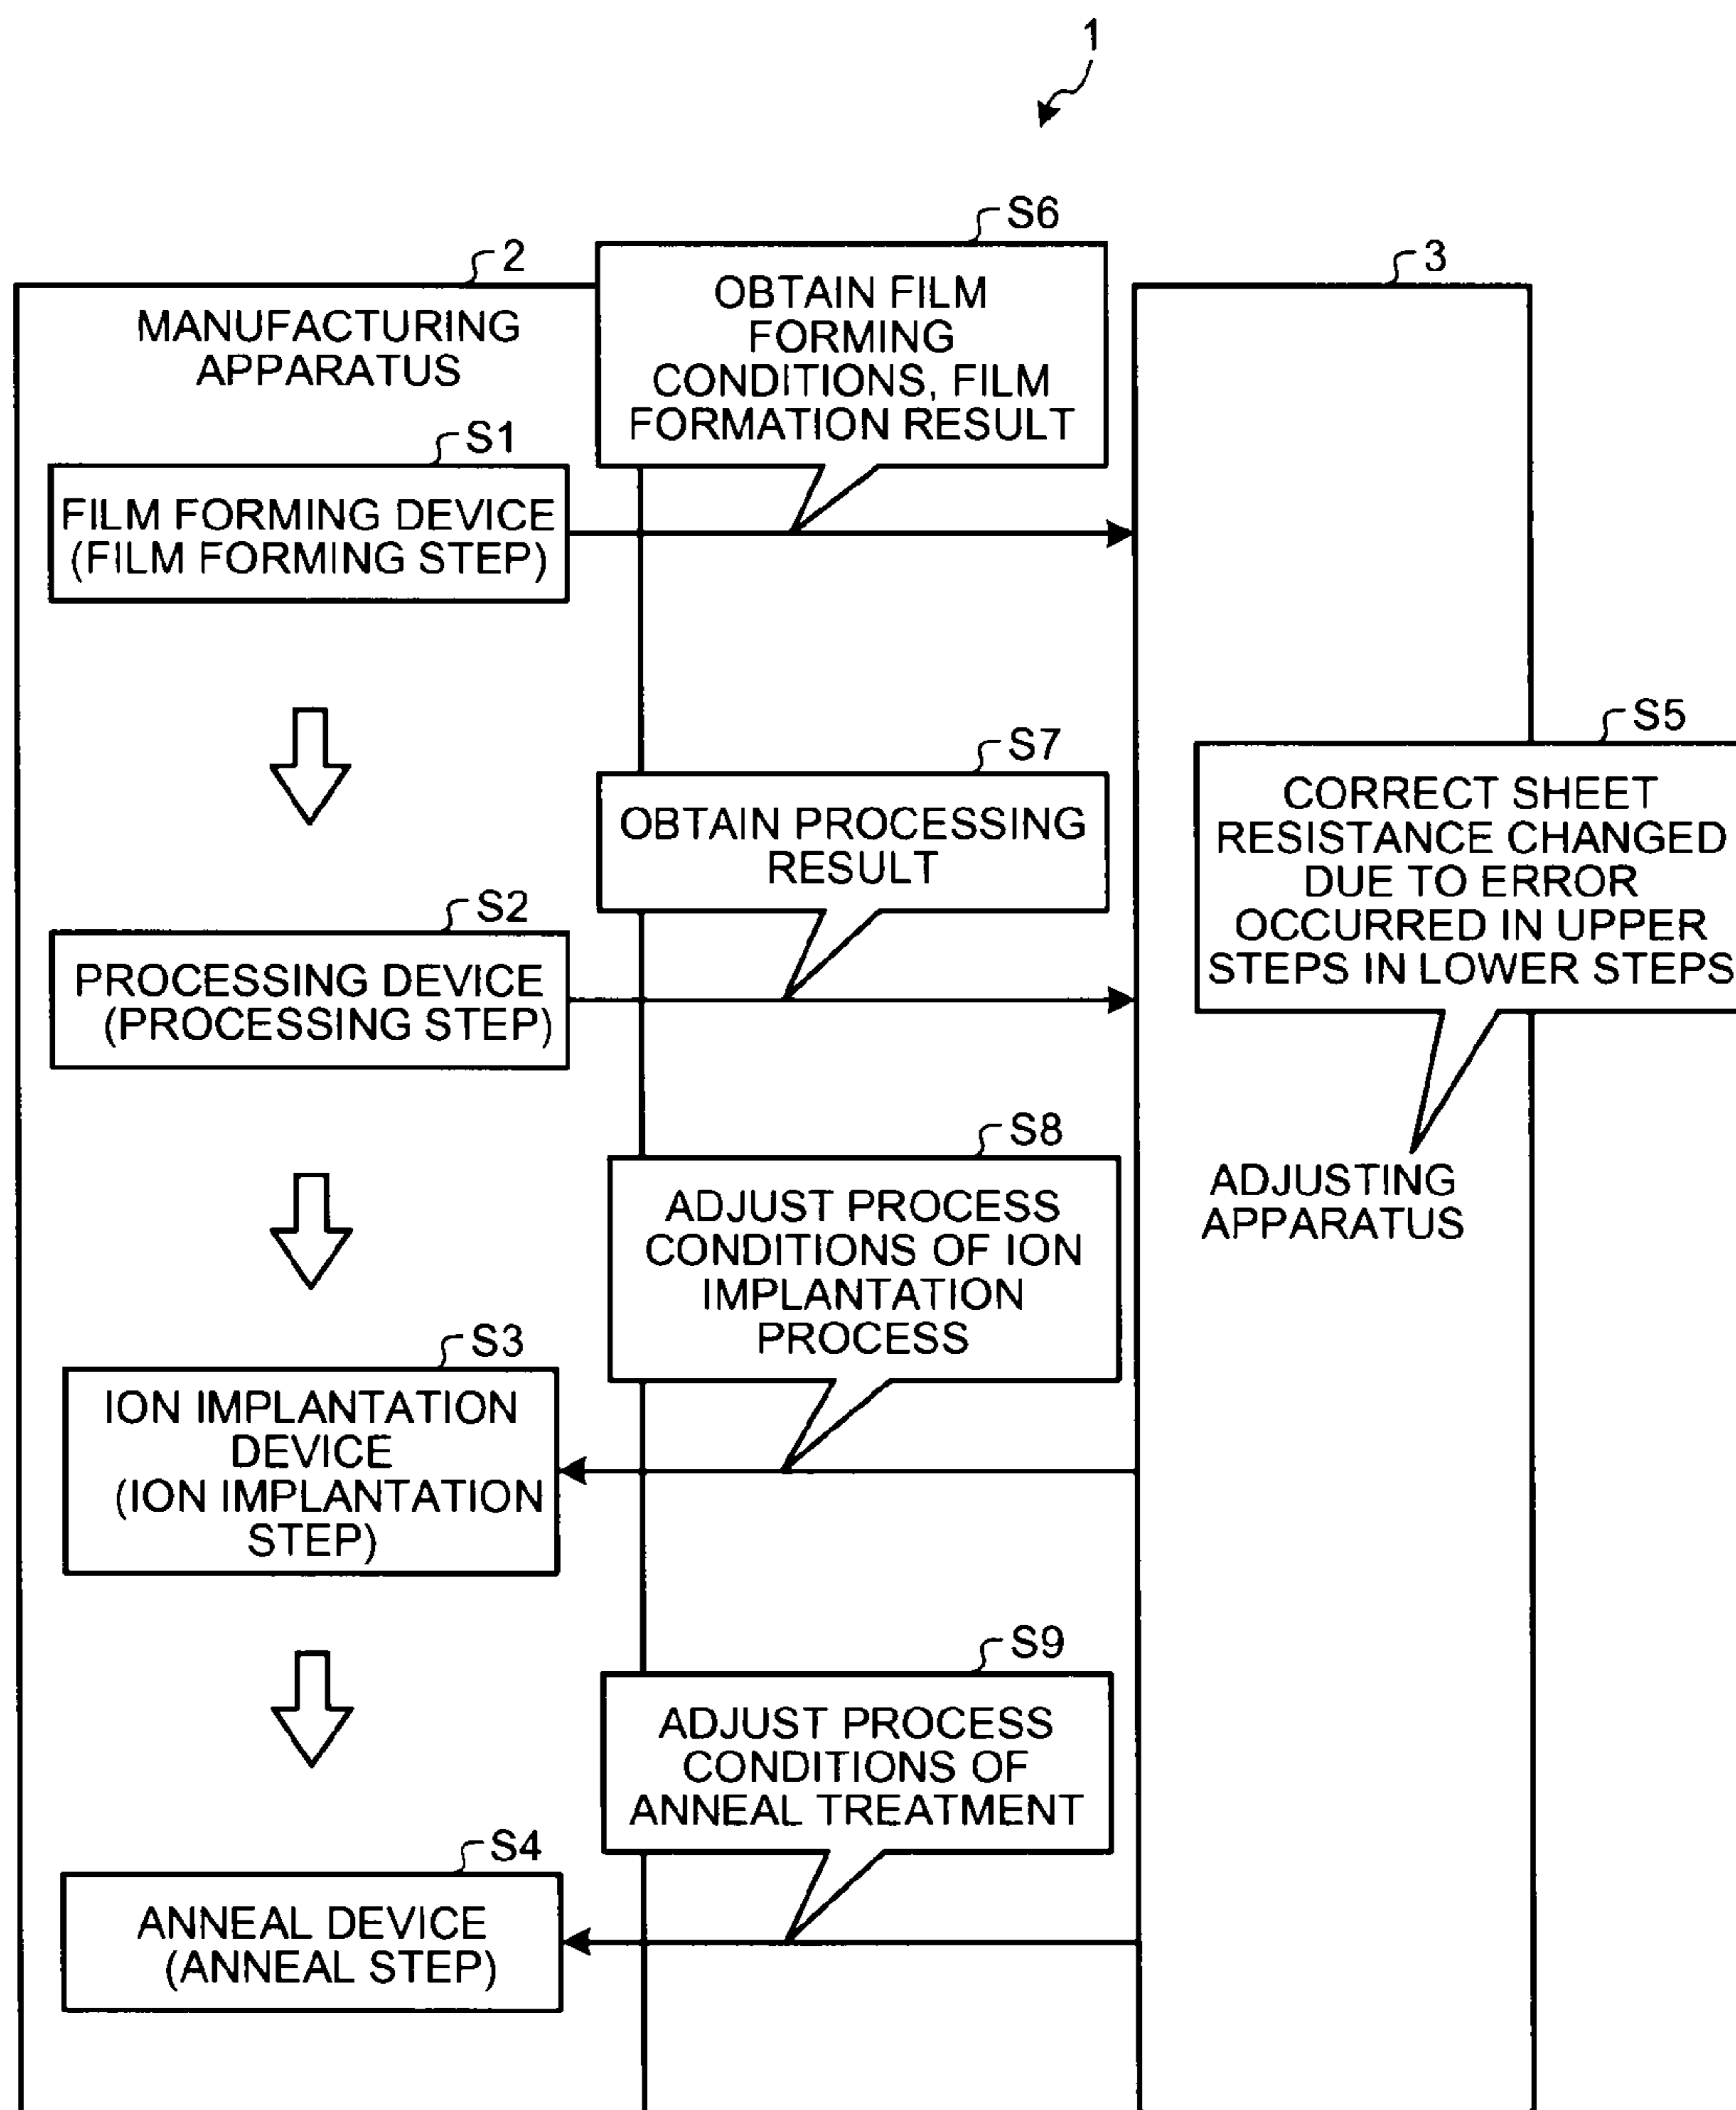 1
2
MANUFACTURING
APPARATUS
S6
OBTAIN FILM
FORMING
CONDITIONS, FILM
FORMATION RESULT
3
S1
FILM FORMING DEVICE
(FILM FORMING STEP)
S7
OBTAIN PROCESSING
RESULT
S5
CORRECT SHEET
RESISTANCE CHANGED
DUE TO ERROR
OCCURRED IN UPPER
STEPS IN LOWER STEPS
S2
PROCESSING DEVICE
(PROCESSING STEP)
S8
ADJUST PROCESS
CONDITIONS OF ION
IMPLANTATION
PROCESS
ADJUSTING
APPARATUS
S3
ION IMPLANTATION
DEVICE
(ION IMPLANTATION
STEP)
S9
ADJUST PROCESS
CONDITIONS OF
ANNEAL TREATMENT
S4
ANNEAL DEVICE
(ANNEAL STEP)